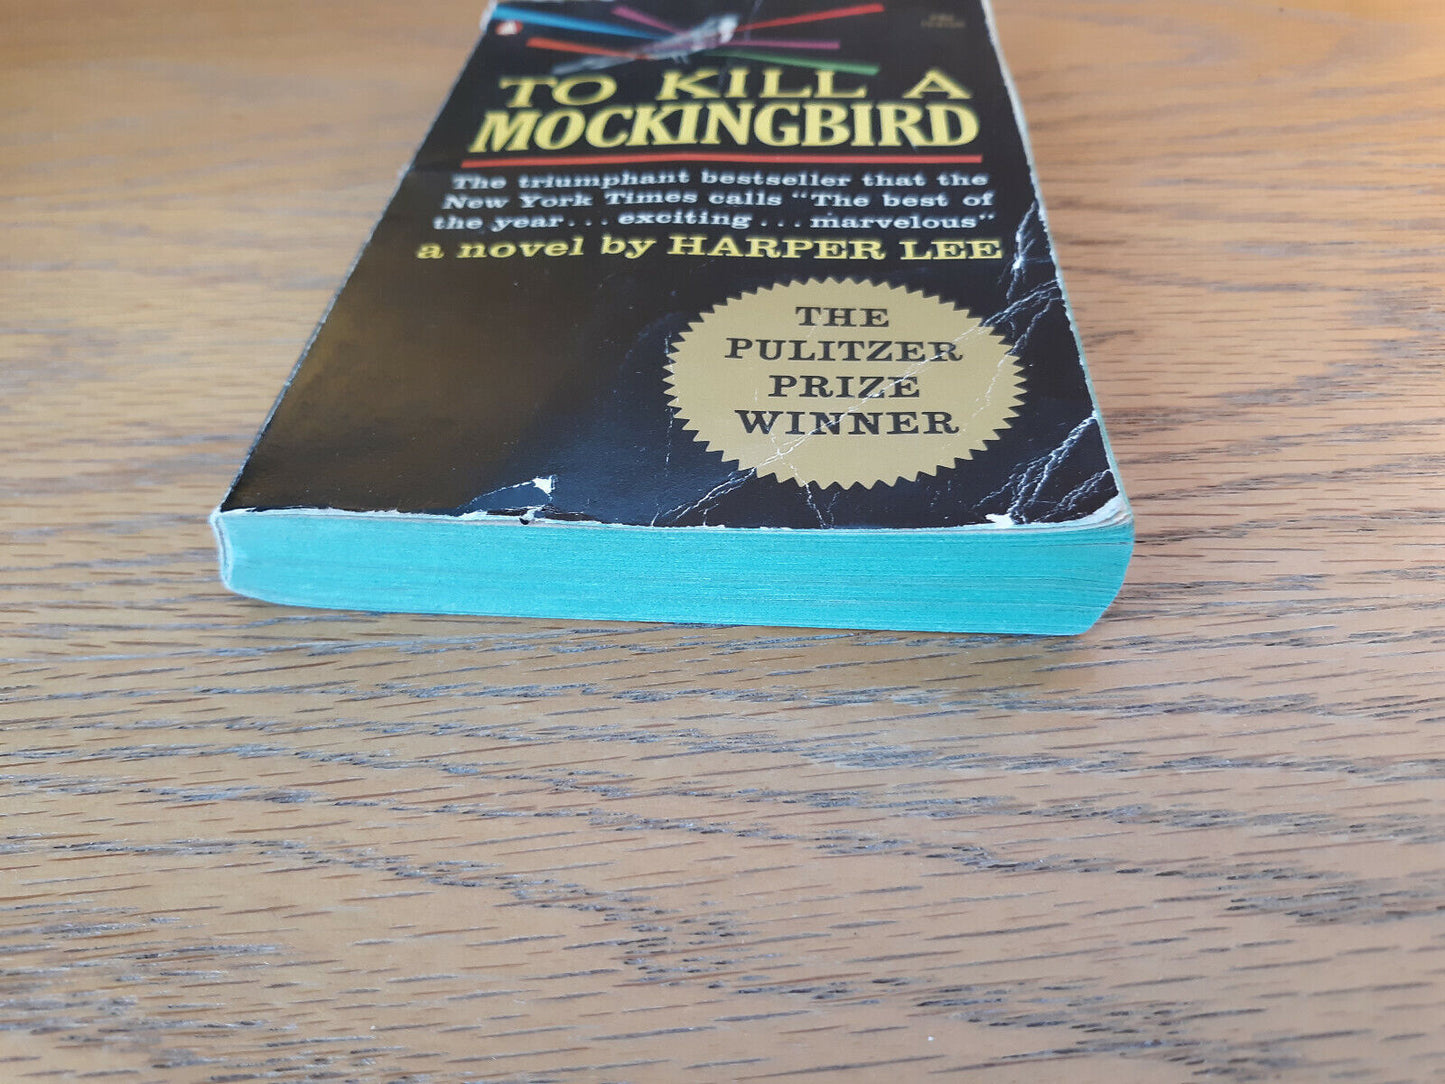 TO KILL A
MOCKINGBIRD
The triumphant bestseller that the
New York Times calls "The best of
the year... exciting... marvelous"
a novel by HARPER LEE
THE
PULITZER
PRIZE
WINNER